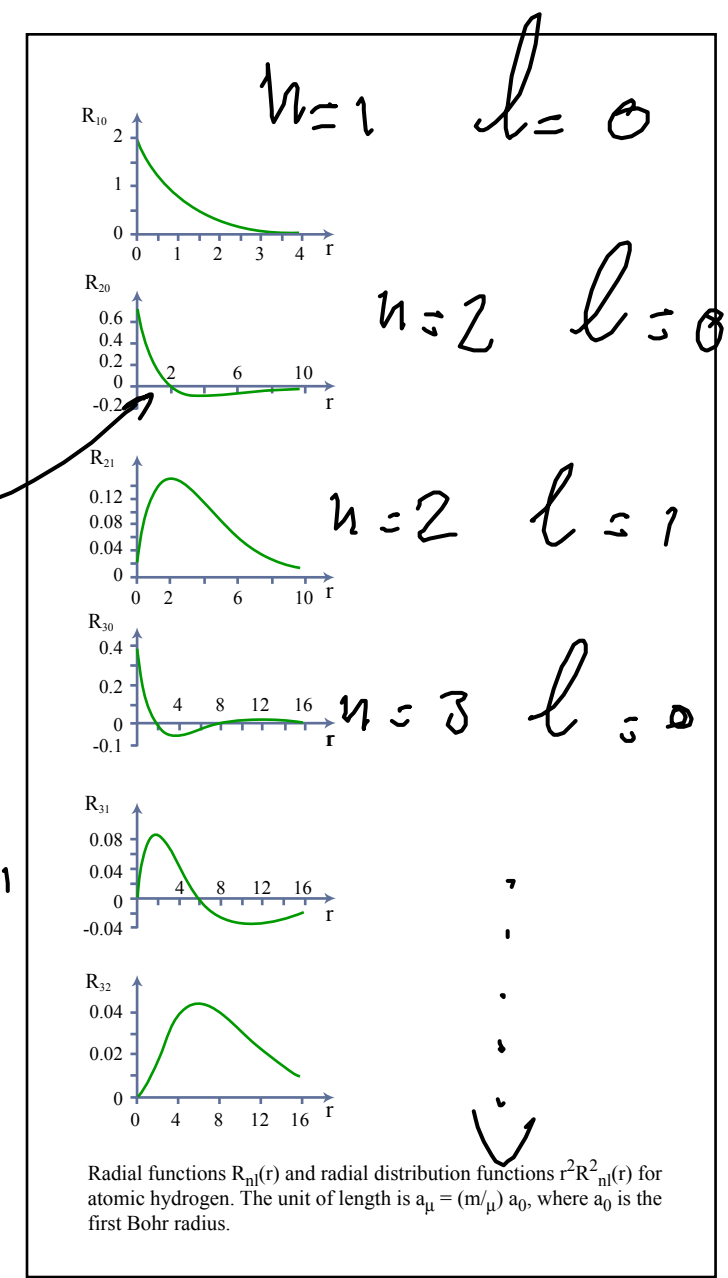 n=1 l=0
R10
2
1
0
0 1 2 3 4 r
R20
n=2 l=0
0.6
0.4
0.2
0 2 6 10
-0.2 r
R21
n=2 l=1
0.12
0.08
0.04
0
0 2 6 10 r
R30
0.4
0.2
n=3 l=0
4 8 12 16
0
-0.1 r
R31
0.08
0.04
1
4 8 12 16
0
-0.04 r
R32
0.04
0.02
0
0 4 8 12 16 r
Radial functions Rnl(r) and radial distribution functions r²R²nl(r) for
atomic hydrogen. The unit of length is aμ = (m/μ) a0, where a0 is the
first Bohr radius.